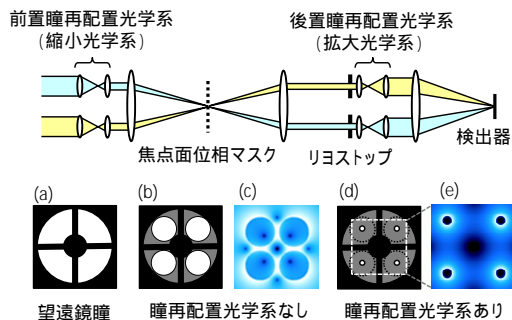 前置瞳再配置光学系
(縮小光学系)
後置瞳再配置光学系
(拡大光学系)
焦点面位相マスク
リヨストップ
検出器
(a)
(b)
(c)
(d)
(e)
望遠鏡瞳
瞳再配置光学系なし
瞳再配置光学系あり